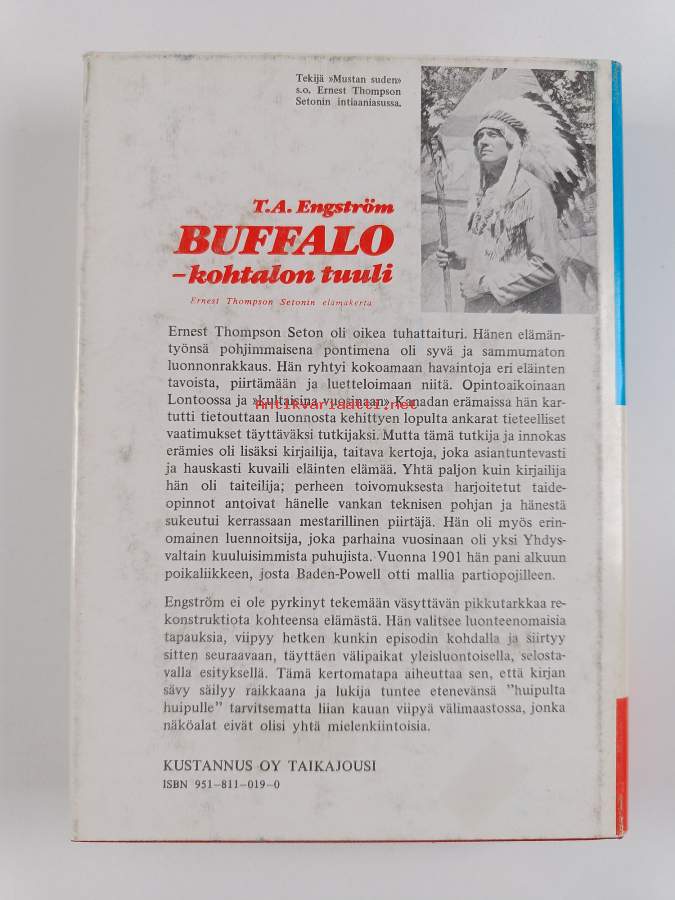 Tekijä »Mustan suden»
s.o. Ernest Thompson
Setonin intiaaniasussa.
T.A. Engström
BUFFALO
–kohtalon tuuli
Ernest Thompson Setonin elämäkerta
Ernest Thompson Seton oli oikea tuhattaituri. Hänen elämän-
työnsä pohjimmaisena pontimena oli syvä ja sammumaton
luonnonrakkaus. Hän ryhtyi kokoamaan havaintoja eri eläinten
tavoista, piirtämään ja luetteloimaan niitä. Opintoaikoinaan
Lontoossa ja »kultaisina vuosinaan» Kanadan erämaissa hän kar-
Antikvariaatti.net
tutti tietouttaan luonnosta kehittyen lopulta ankarat tieteelliset
vaatimukset täyttäväksi tutkijaksi. Mutta tämä tutkija ja innokas
erämies oli lisäksi kirjailija, taitava kertoja, joka asiantuntevasti
ja hauskasti kuvaili eläinten elämää. Yhtä paljon kuin kirjailija
hän oli taiteilija; perheen toivomuksesta harjoitetut taide-
opinnot antoivat hänelle vankan teknisen pohjan ja hänestä
sukeutui kerrassaan mestarillinen piirtäjä. Hän oli myös erin-
omainen luennoitsija, joka parhaina vuosinaan oli yksi Yhdys-
valtain kuuluisimmista puhujista. Vuonna 1901 hän pani alkuun
poikaliikkeen, josta Baden-Powell otti mallia partiopojilleen.
Engström ei ole pyrkinyt tekemään väsyttävän pikkutarkkaa re-
konstruktiota kohteensa elämästä. Hän valitsee luonteenomaisia
tapauksia, viipyy hetken kunkin episodin kohdalla ja siirtyy
sitten seuraavaan, täyttäen välipaikat yleisluontoisella, selosta-
valla esityksellä. Tämä kertomatapa aiheuttaa sen, että kirjan
sävy säilyy raikkaana ja lukija tuntee etenevänsä "huipulta
huipulle" tarvitsematta liian kauan viipyä välimaastossa, jonka
näköalat eivät olisi yhtä mielenkiintoisia.
KUSTANNUS OY TAIKAJOUSI
ISBN 951–811–019–0